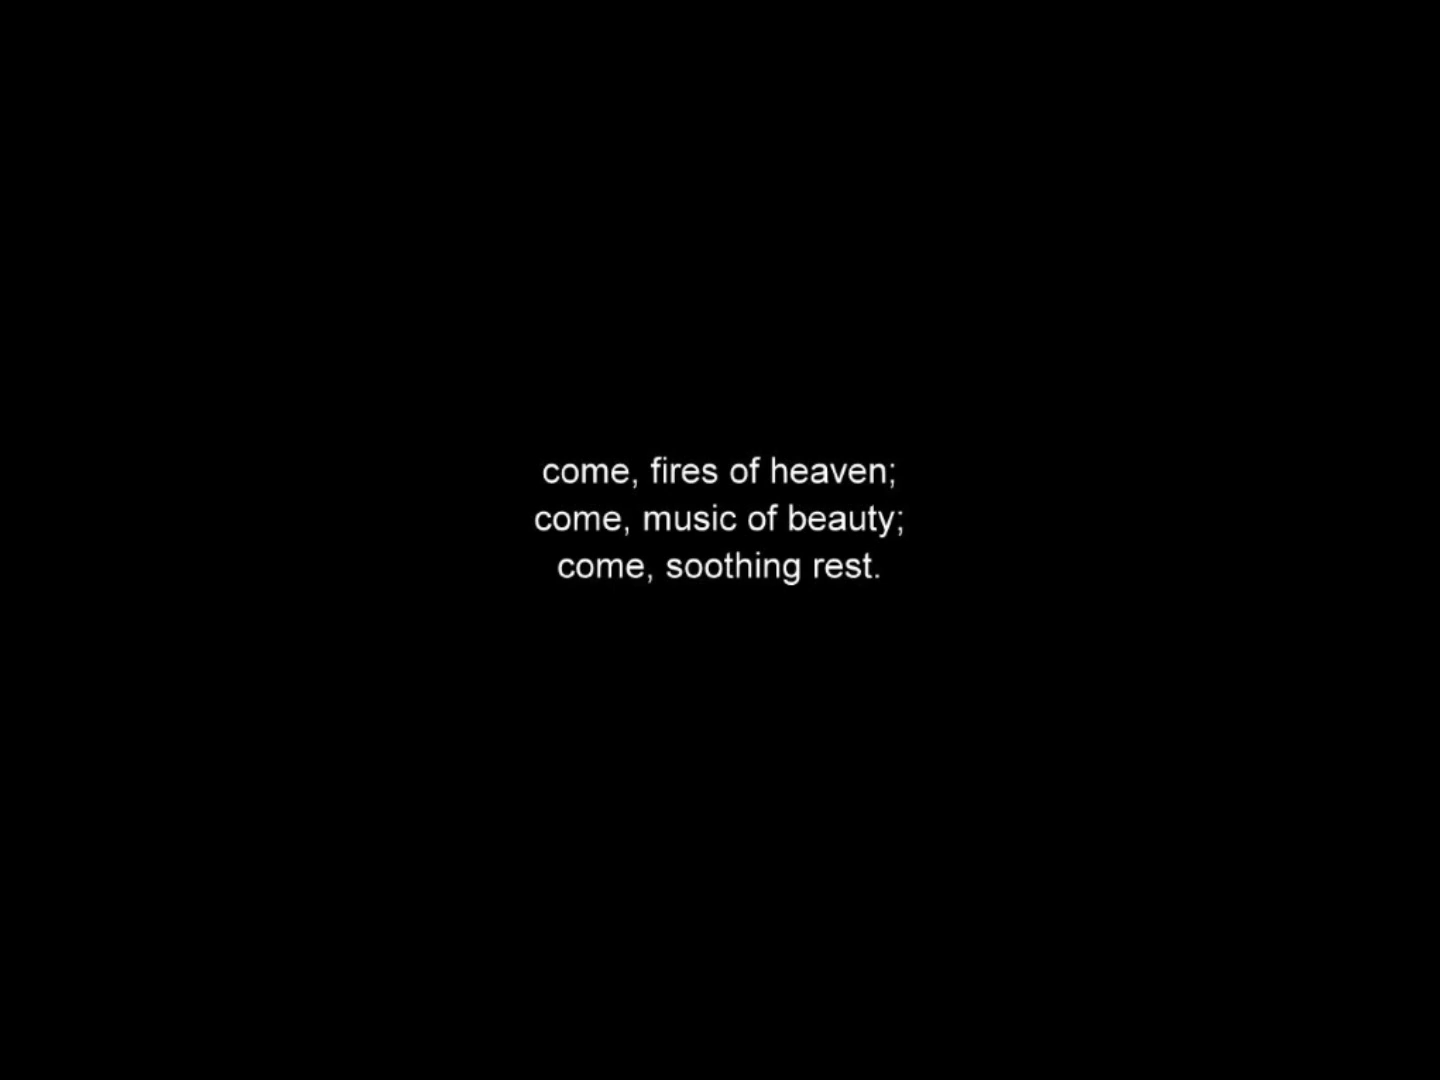 come, fires of heaven;
come, music of beauty;
come, soothing rest.